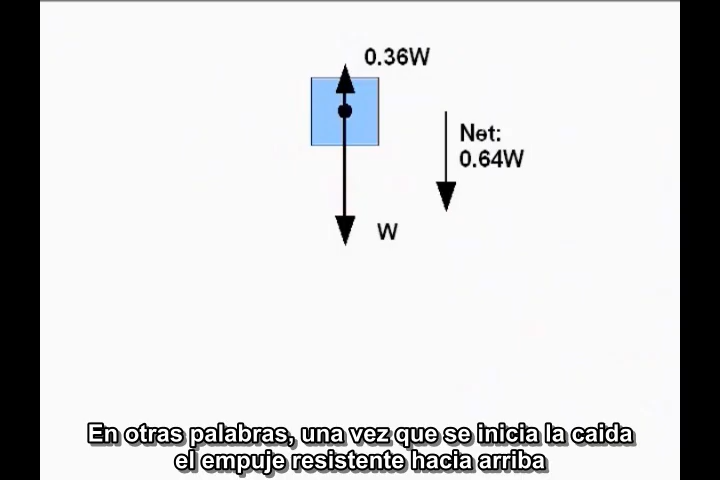 0.36W
Net:
0.64W
W
En otras palabras, una vez que se inicia la caida
el empuje resistente hacia arriba